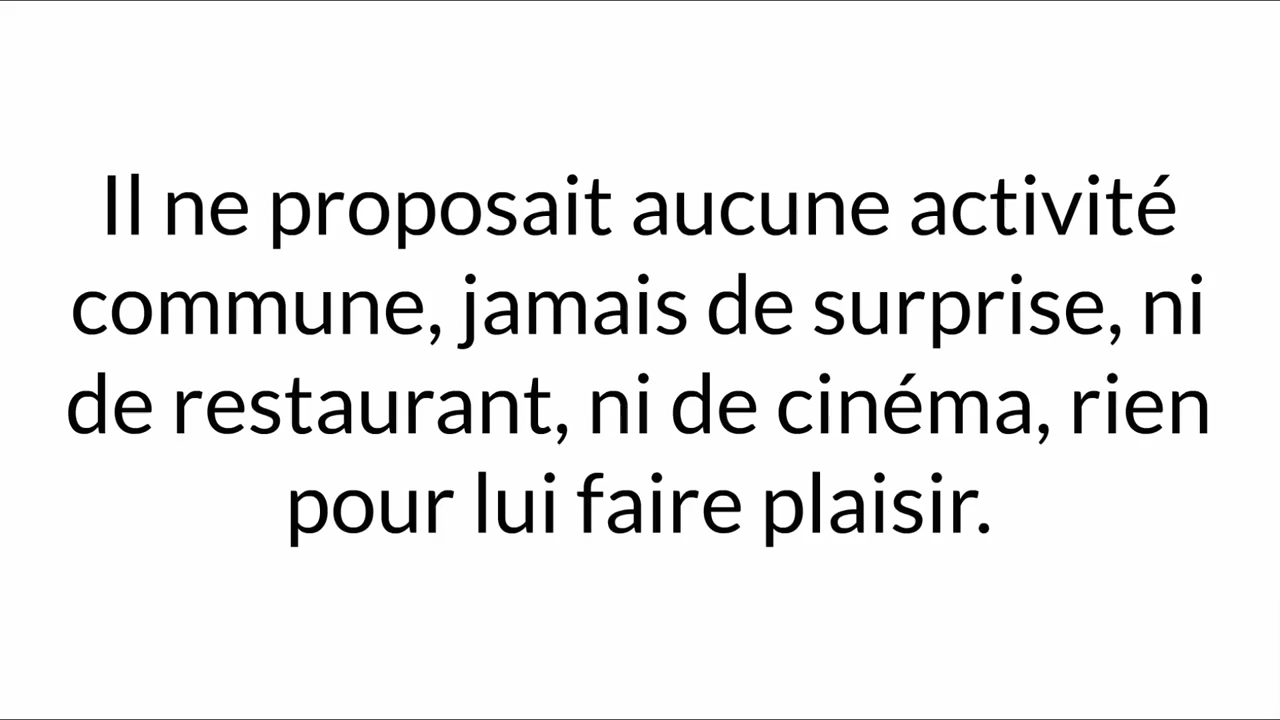 Il ne proposait aucune activité
commune, jamais de surprise, ni
de restaurant, ni de cinéma, rien
pour lui faire plaisir.